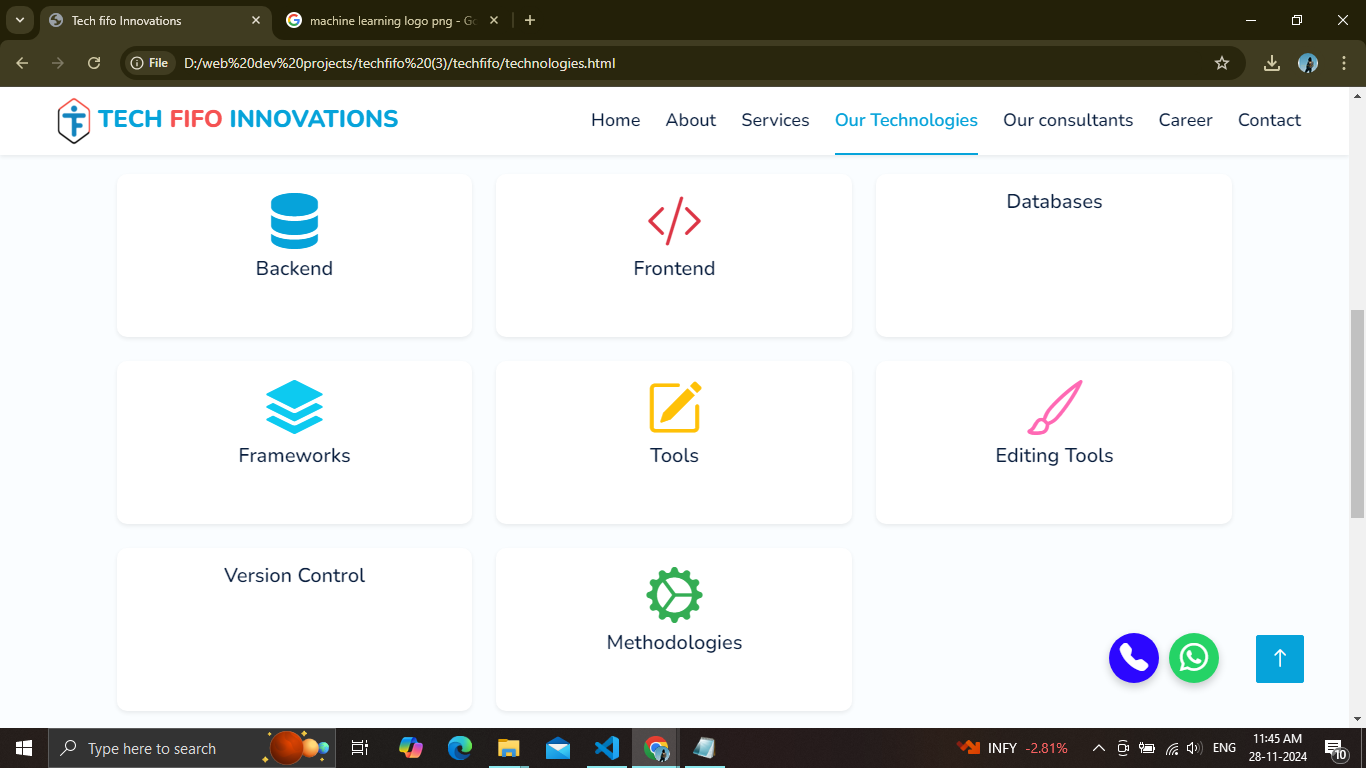 Tech fifo Innovations
machine learning logo png - Go
File
D:/web%20dev%20projects/techfifo%20(3)/techfifo/technologies.html
TECH FIFO INNOVATIONS
Home
About
Services
Our Technologies
Our consultants
Career
Contact
Backend
Frontend
Databases
Frameworks
Tools
Editing Tools
Version Control
Methodologies
Type here to search
INFY -2.81%
ENG
11:45 AM
28-11-2024
10